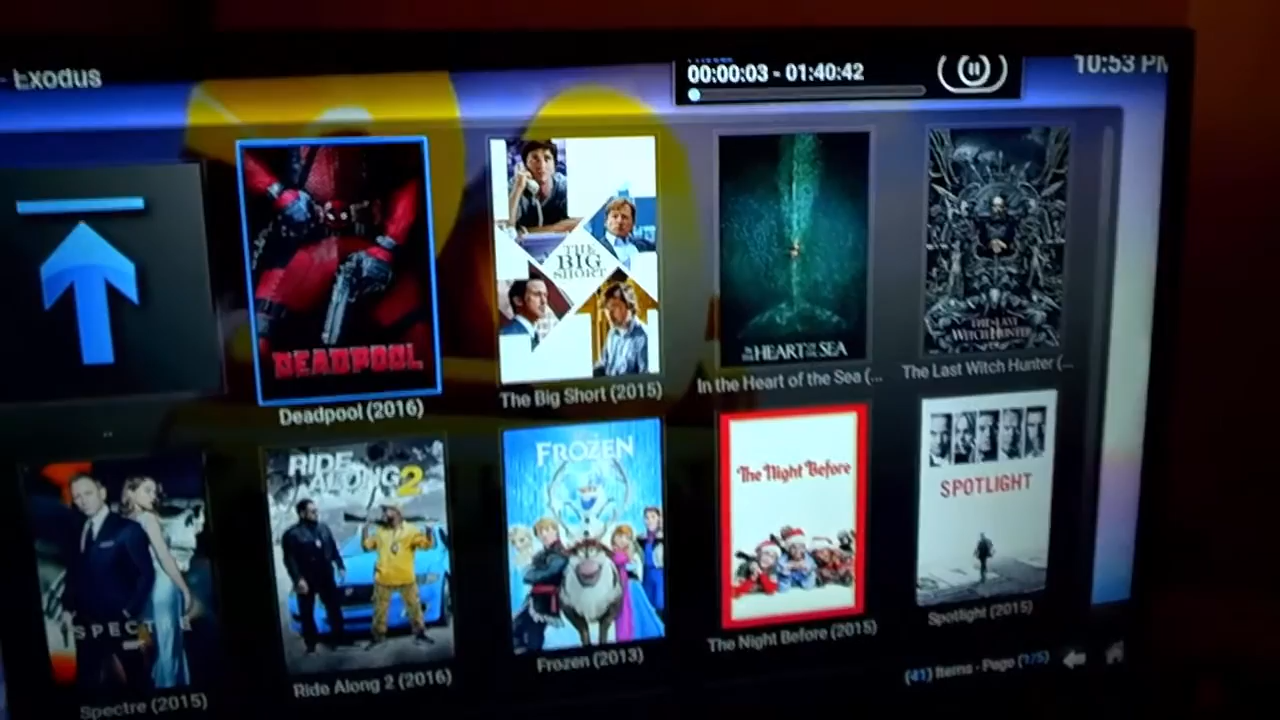 - Exodus
00:00:03 - 01:40:42
10:53 PM
DEADPOOL
THE
BIG
SHORT
IN THE HEART OF THE SEA
THE LAST
WITCH HUNTER
Deadpool (2016)
The Big Short (2015)
In the Heart of the Sea (...
The Last Witch Hunter (...
SPECTRE
RIDE
ALONG 2
FROZEN
The Night Before
SPOTLIGHT
Spectre (2015)
Ride Along 2 (2016)
Frozen (2013)
The Night Before (2015)
Spotlight (2015)
(41) Items - Page (1/5)